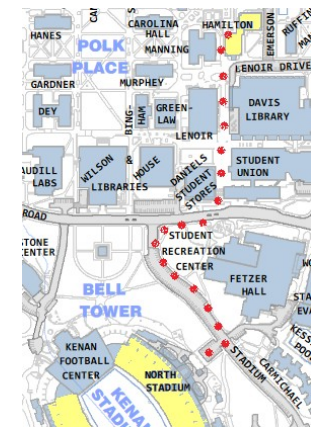 CAROLINA
HALL
HAMILTON
HANES
POLK
PLACE
MANNING
EMERSON
LENOIR DRIVE
GARDNER
MURPHEY
DEY
BING-
HAM
GREEN-
LAW
DAVIS
LIBRARY
LENOIR
AUDILL
LABS
WILSON
&
HOUSE
LIBRARIES
DANIELS
STUDENT
STORES
STUDENT
UNION
ROAD
STONE
CENTER
STUDENT
RECREATION
CENTER
FETZER
HALL
BELL
TOWER
KENAN
FOOTBALL
CENTER
NORTH
STADIUM
STADIUM
CARMICHAEL
KENAN